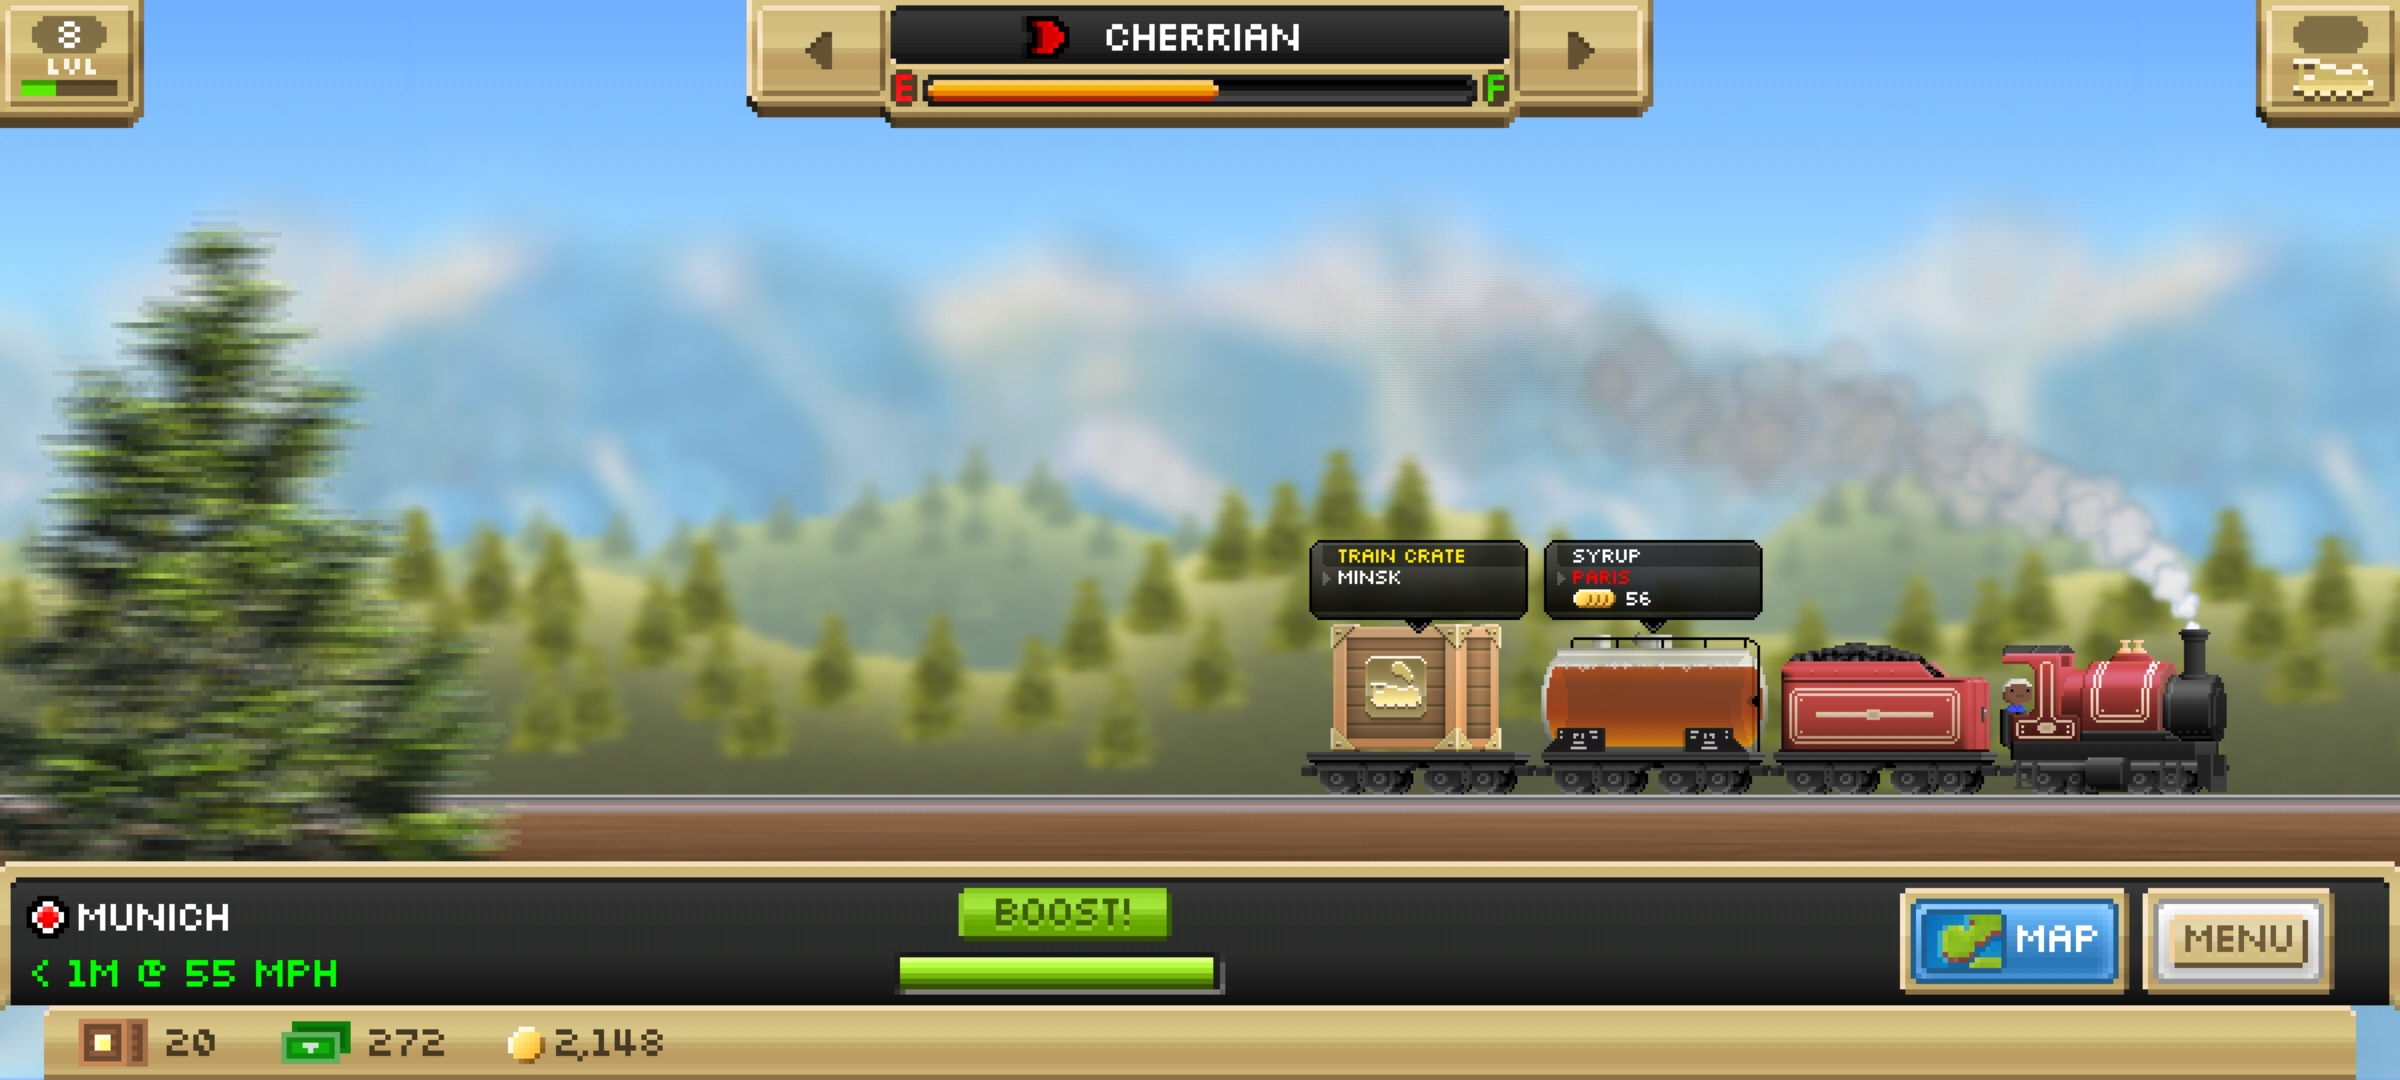 8
LVL
CHERRIAN
E
F
TRAIN CRATE
MINSK
SYRUP
PARIS
56
MUNICH
< 1M @ 55 MPH
BOOST!
MAP
MENU
20
272
2,148